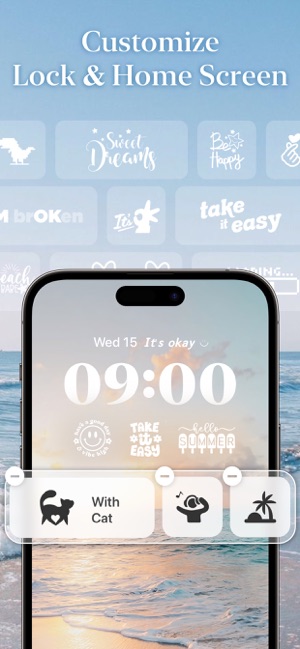 Customize
Lock & Home Screen
Sweet
Dreams
Be
Happy
M brOKen
It's
take
it easy
each
Wed 15 It's okay
09:00
TAKE
it
EASY
hello
SUMMER
With
Cat